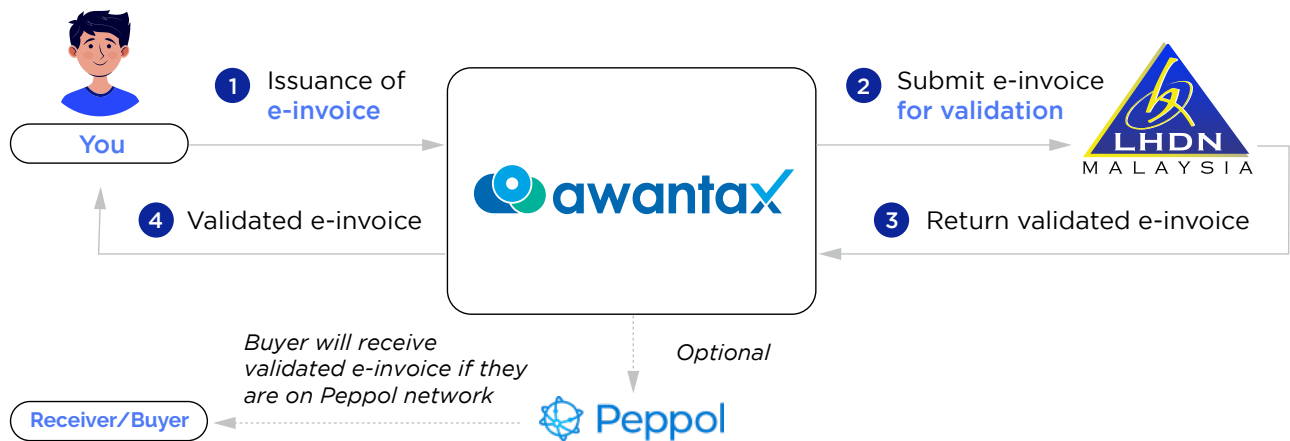 You
1
Issuance of
e-invoice
awantax
2
Submit e-invoice
for validation
LHDN
MALAYSIA
4
Validated e-invoice
3
Return validated e-invoice
Buyer will receive
validated e-invoice if they
are on Peppol network
Optional
Receiver/Buyer
Peppol